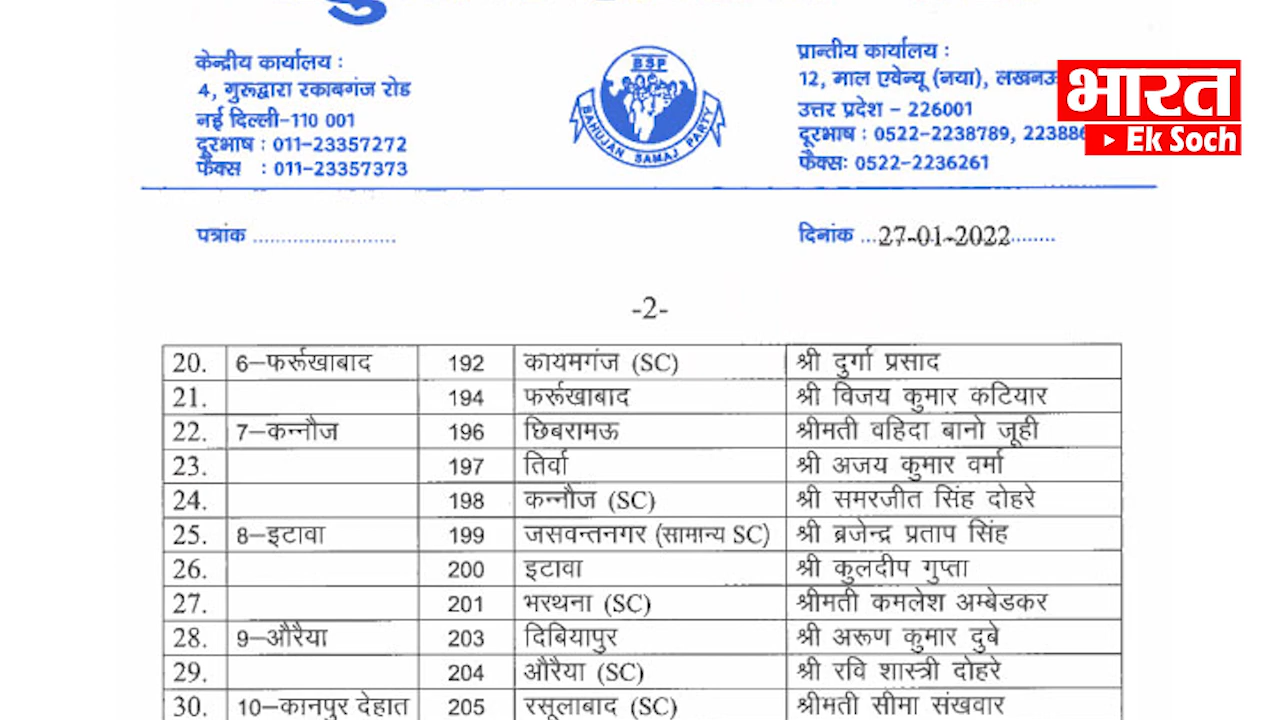 केन्द्रीय कार्यालय :
4, गुरुद्वारा रकाबगंज रोड
नई दिल्ली-110 001
दूरभाष : 011-23357272
फैक्स : 011-23357373
BSP
BAHUJAN SAMAJ PARTY
प्रान्तीय कार्यालय :
12, माल एवेन्यू (नया),
उत्तर प्रदेश - 226001
दूरभाष : 0522-2238789,
फैक्सः 0522-2236261
भारत
Ek Soch
पत्रांक ..........................
दिनांक ...27-01-2022........
-2-
20. 6-फर्रूखाबाद 192 कायमगंज (SC) श्री दुर्गा प्रसाद
21. 194 फर्रूखाबाद श्री विजय कुमार कटियार
22. 7-कन्नौज 196 छिबरामऊ श्रीमती वहिदा बानो जूही
23. 197 तिर्वा श्री अजय कुमार वर्मा
24. 198 कन्नौज (SC) श्री समरजीत सिंह दोहरे
25. 8-इटावा 199 जसवन्तनगर (सामान्य SC) श्री ब्रजेन्द्र प्रताप सिंह
26. 200 इटावा श्री कुलदीप गुप्ता
27. 201 भरथना (SC) श्रीमती कमलेश अम्बेडकर
28. 9-औरैया 203 दिबियापुर श्री अरूण कुमार दुबे
29. 204 औरैया (SC) श्री रवि शास्त्री दोहरे
30. 10-कानपुर देहात 205 रसूलाबाद (SC) श्रीमती सीमा संखवार